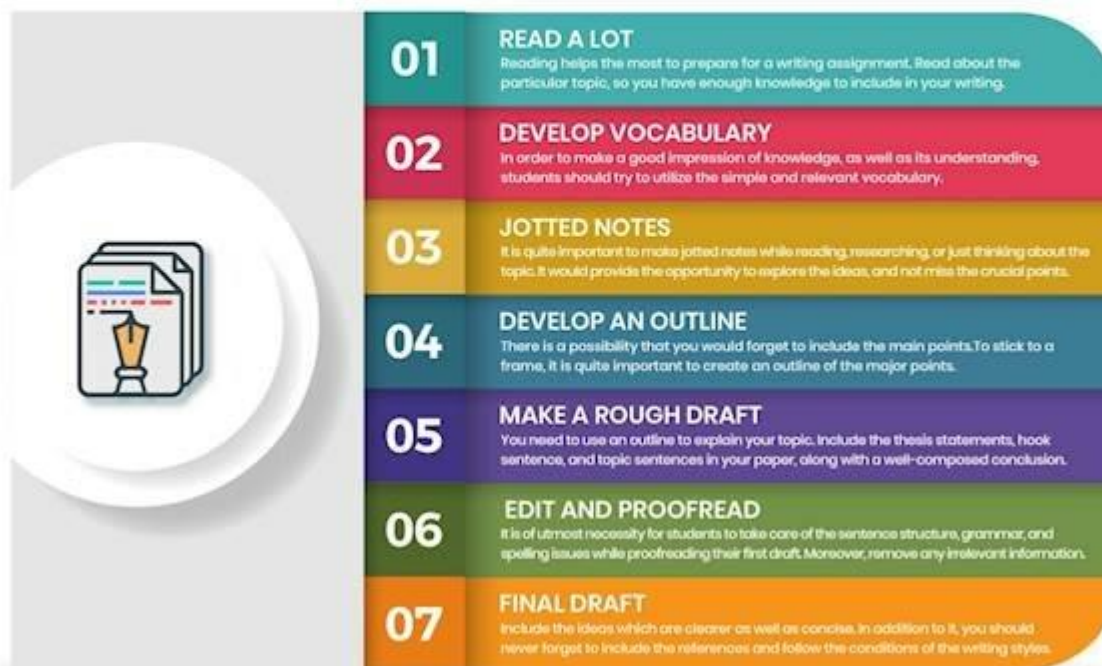 01
READ A LOT
Reading helps the most to prepare for a writing assignment. Read about the
particular topic, so you have enough knowledge to include in your writing.
02
DEVELOP VOCABULARY
In order to make a good impression of knowledge, as well as its understanding,
students should try to utilize the simple and relevant vocabulary.
03
JOTTED NOTES
It is quite important to make jotted notes while reading, researching, or just thinking about the
topic. It would provide the opportunity to explore the ideas, and not miss the crucial points.
04
DEVELOP AN OUTLINE
There is a possibility that you would forget to include the main points.To stick to a
frame, it is quite important to create an outline of the major points.
05
MAKE A ROUGH DRAFT
You need to use an outline to explain your topic. Include the thesis statements, hook
sentence, and topic sentences in your paper, along with a well-composed conclusion.
06
EDIT AND PROOFREAD
It is of utmost necessity for students to take care of the sentence structure, grammar, and
spelling issues while proofreading their first draft. Moreover, remove any irrelevant information.
07
FINAL DRAFT
Include the ideas which are clearer as well as concise. In addition to it, you should
never forget to include the references and follow the conditions of the writing styles.